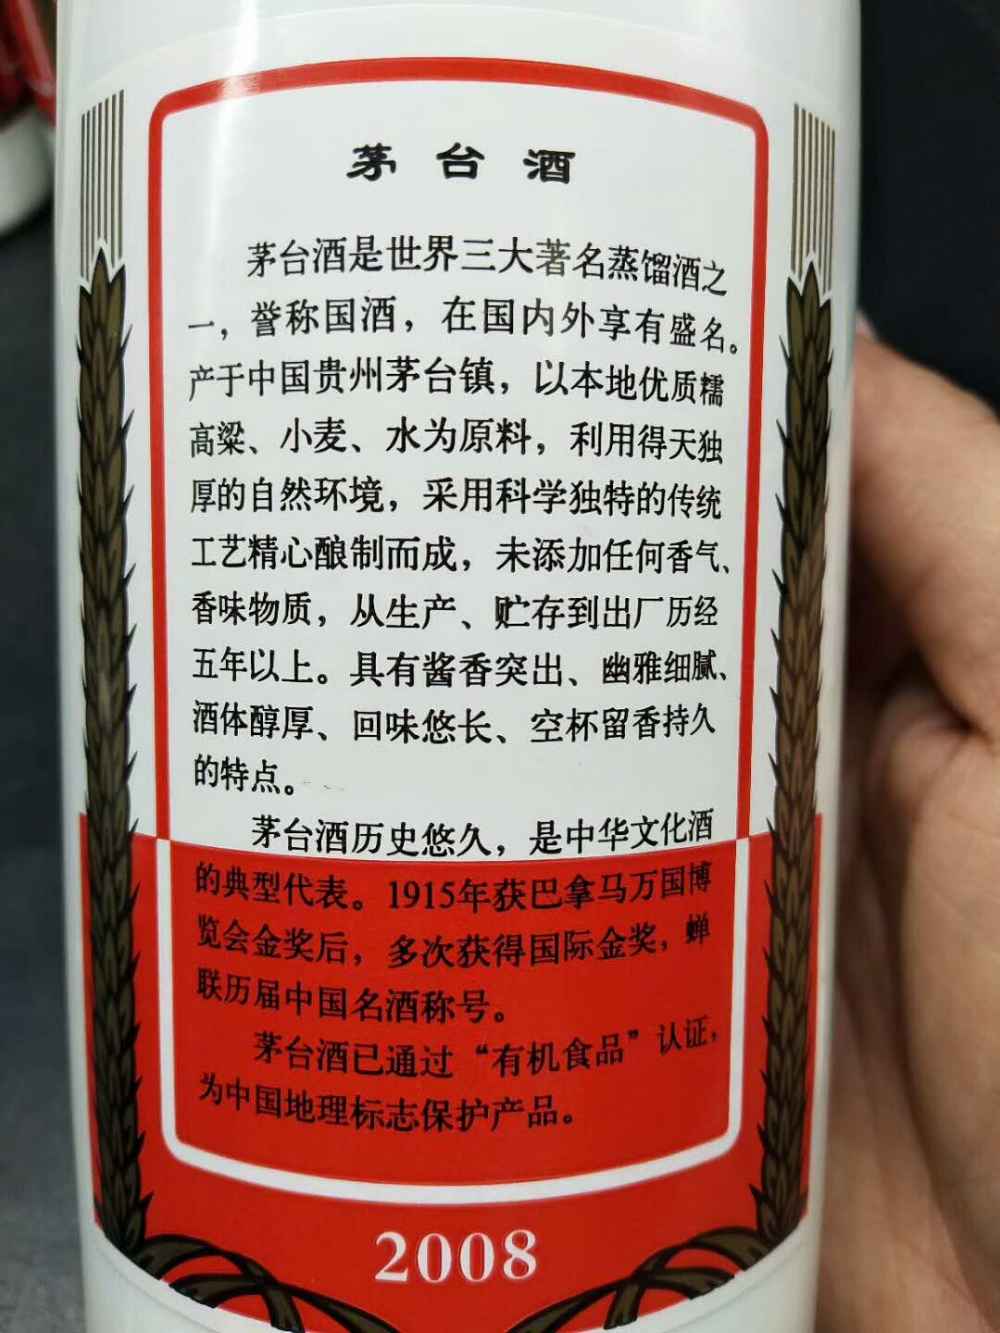 茅台酒
茅台酒是世界三大著名蒸馏酒之
一，誉称国酒，在国内外享有盛名。
产于中国贵州茅台镇，以本地优质糯
高粱、小麦、水为原料，利用得天独
厚的自然环境，采用科学独特的传统
工艺精心酿制而成，未添加任何香气、
香味物质，从生产、贮存到出厂历经
五年以上。具有酱香突出、幽雅细腻、
酒体醇厚、回味悠长、空杯留香持久
的特点。
茅台酒历史悠久，是中华文化酒
的典型代表。1915年获巴拿马万国博
览会金奖后，多次获得国际金奖，蝉
联历届中国名酒称号。
茅台酒已通过“有机食品”认证，
为中国地理标志保护产品。
2008